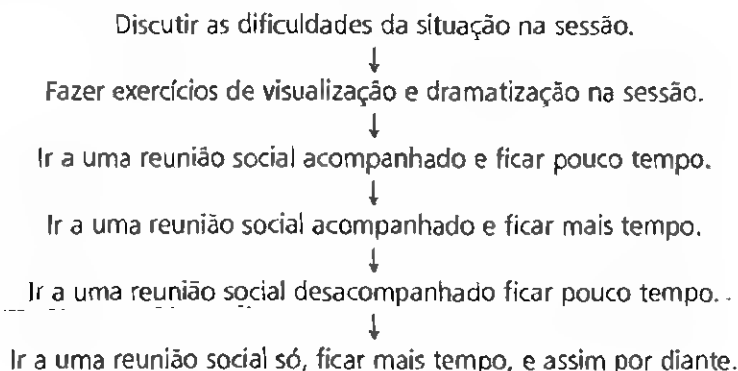 Discutir as dificuldades da situação na sessão.
↓
Fazer exercícios de visualização e dramatização na sessão.
↓
Ir a uma reunião social acompanhado e ficar pouco tempo.
↓
Ir a uma reunião social acompanhado e ficar mais tempo.
↓
Ir a uma reunião social desacompanhado ficar pouco tempo.
↓
Ir a uma reunião social só, ficar mais tempo, e assim por diante.